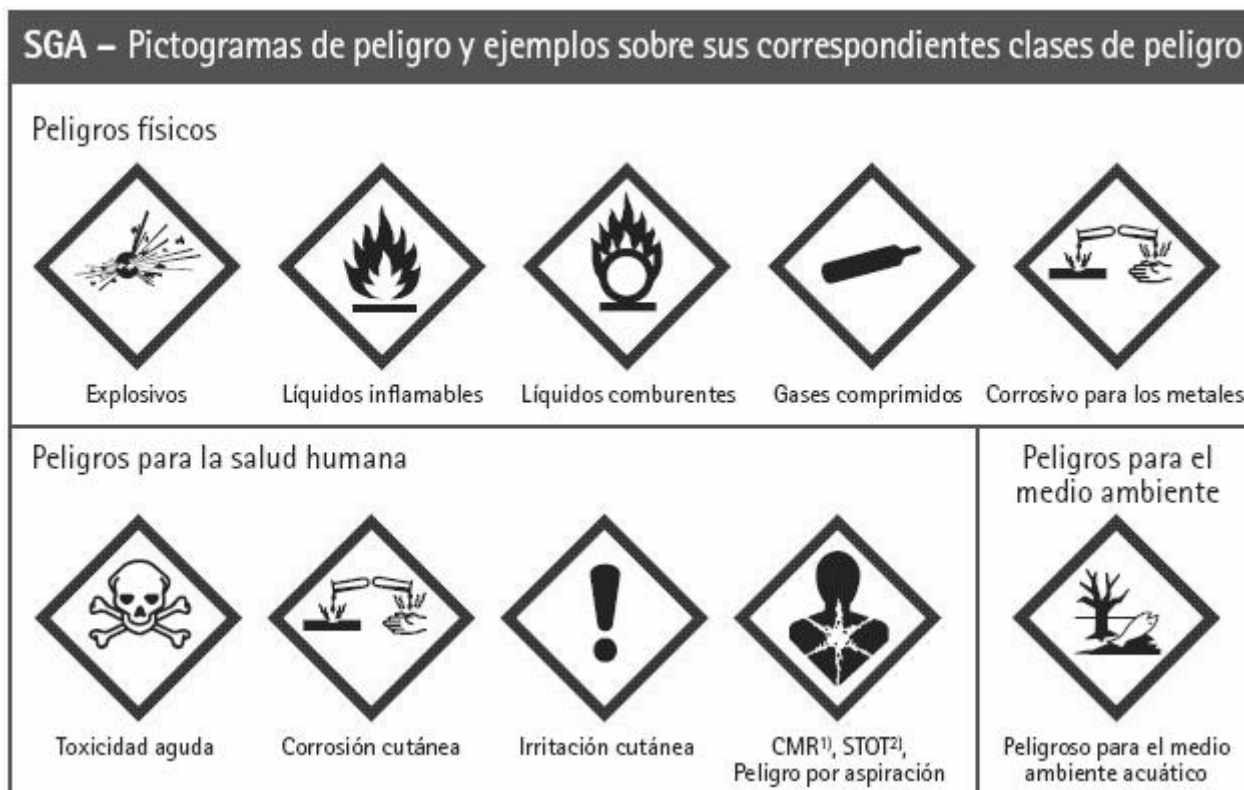 SGA – Pictogramas de peligro y ejemplos sobre sus correspondientes clases de peligro
Peligros físicos
Explosivos
Líquidos inflamables
Líquidos comburentes
Gases comprimidos
Corrosivo para los metales
Peligros para la salud humana
Toxicidad aguda
Corrosión cutánea
Irritación cutánea
CMR¹⁾, STOT²⁾,
Peligro por aspiración
Peligros para el
medio ambiente
Peligroso para el medio
ambiente acuático